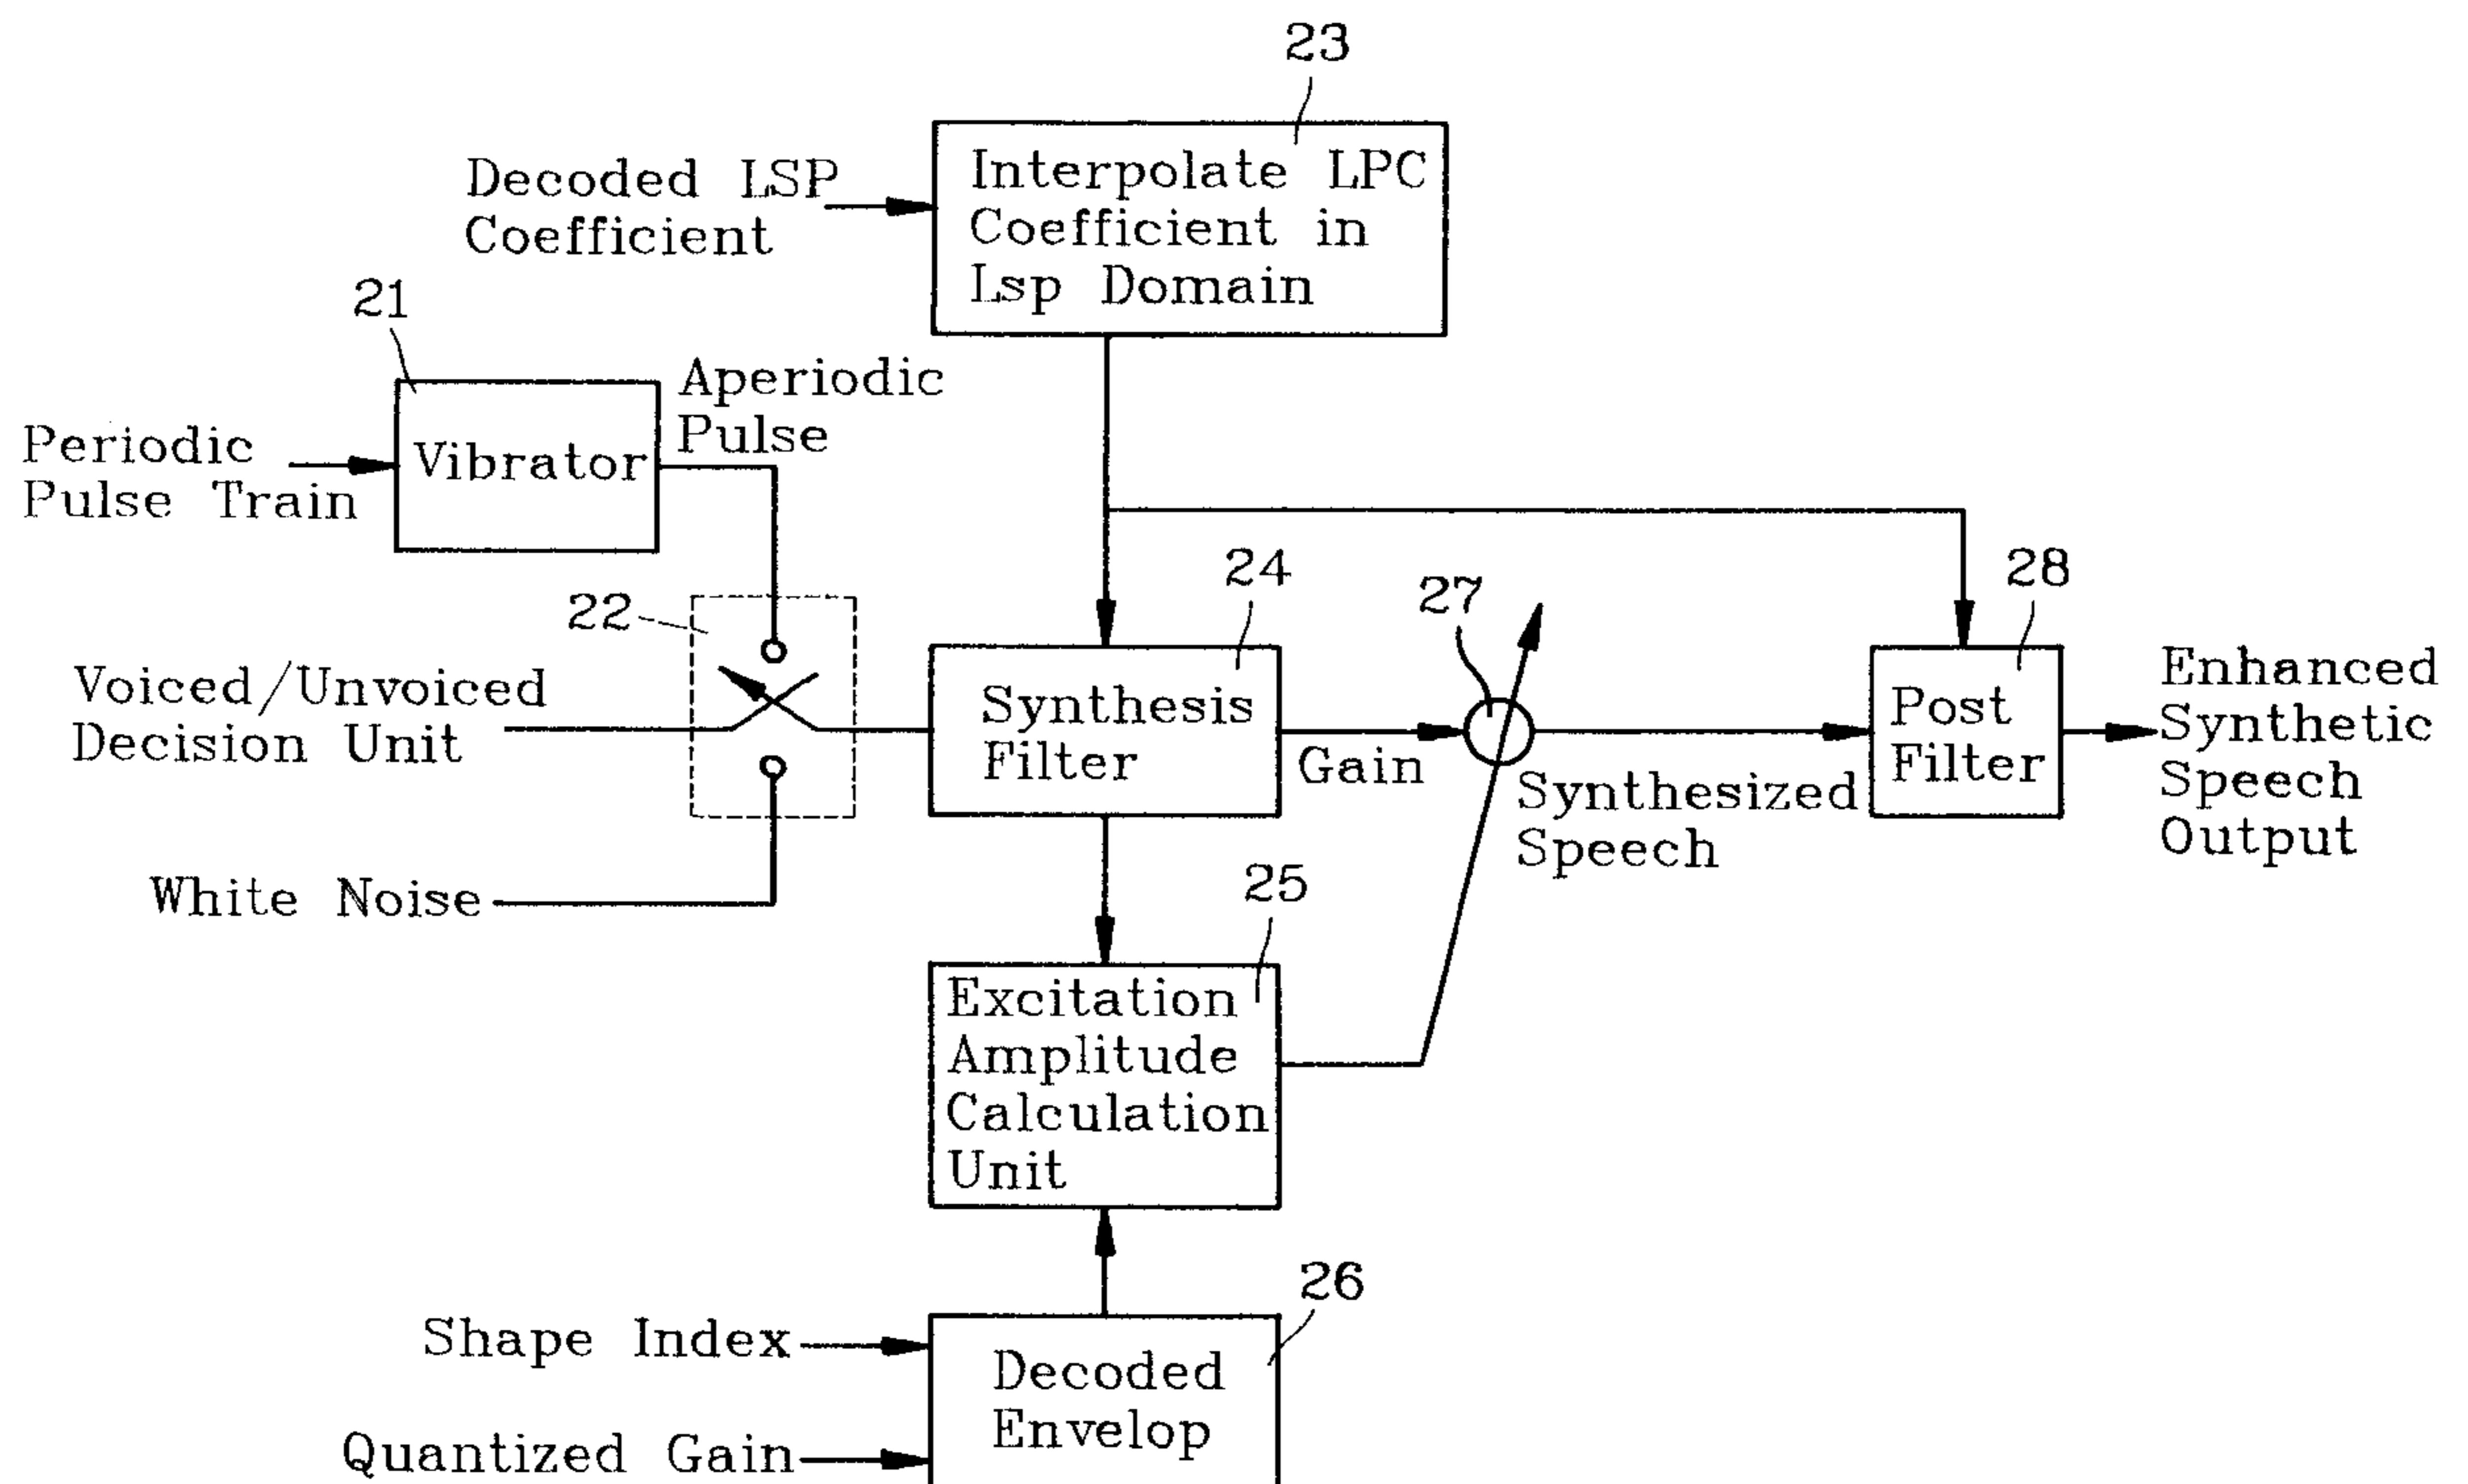 23
Decoded LSP
Coefficient
Interpolate LPC
Coefficient in
Lsp Domain
21
Periodic
Pulse Train
Vibrator
Aperiodic
Pulse
22
Voiced/Unvoiced
Decision Unit
White Noise
24
Synthesis
Filter
Gain
27
Synthesized
Speech
28
Post
Filter
Enhanced
Synthetic
Speech
Output
25
Excitation
Amplitude
Calculation
Unit
26
Shape Index
Quantized Gain
Decoded
Envelop